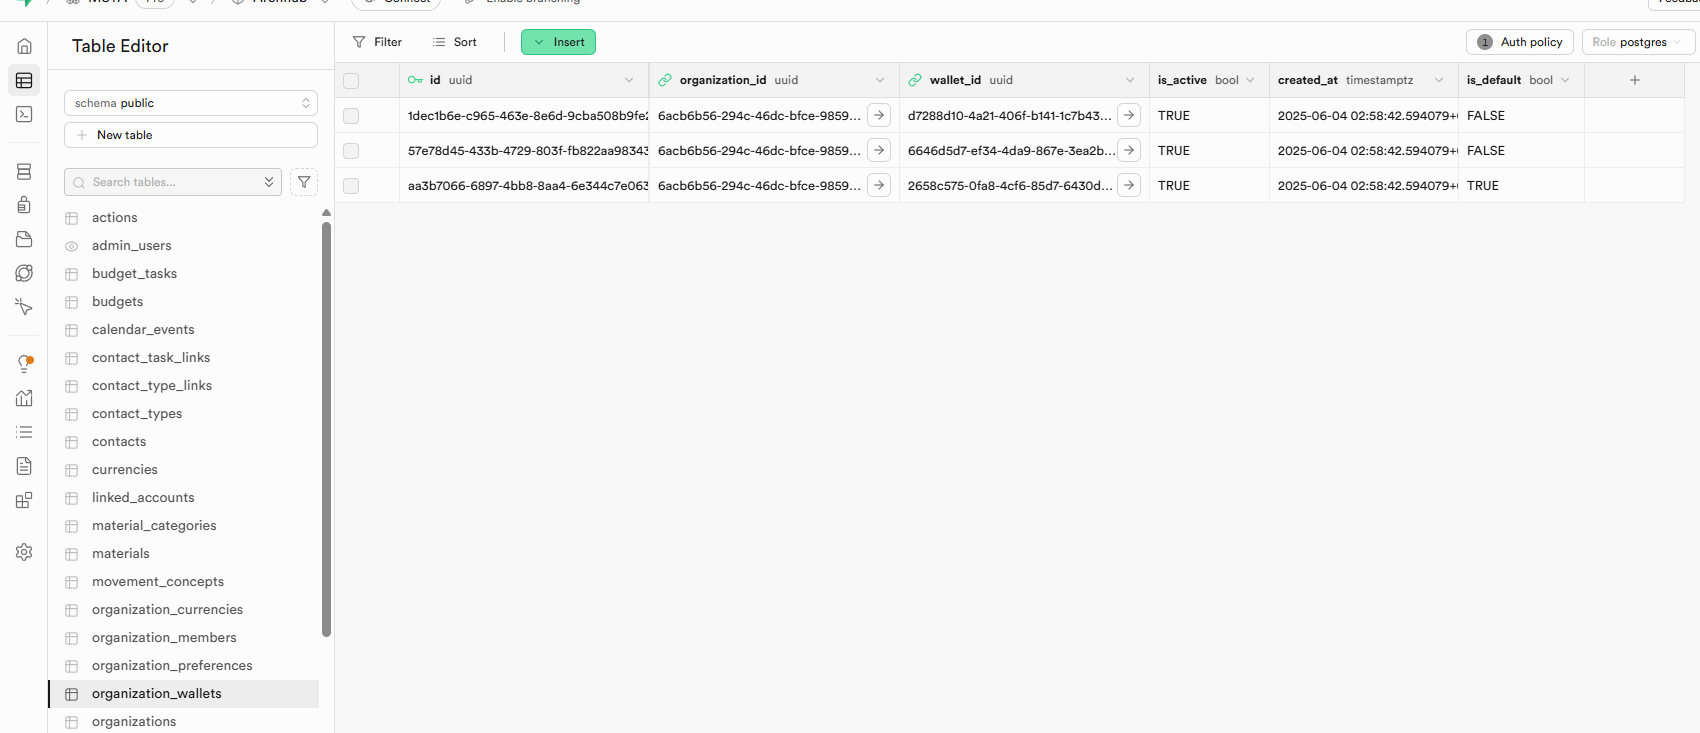 Pro
Connect
Enable branching
Table Editor
Filter
Sort
Insert
1
Auth policy
Role postgres
schema public
New table
Search tables...
id uuid
organization_id uuid
wallet_id uuid
is_active bool
created_at timestamptz
is_default bool
1dec1b6e-c965-463e-8e6d-9cba508b9fe
6acb6b56-294c-46dc-bfce-9859...
d7288d10-4a21-406f-b141-1c7b43...
TRUE
2025-06-04 02:58:42.594079+
FALSE
57e78d45-433b-4729-803f-fb822aa98343
6acb6b56-294c-46dc-bfce-9859...
6646d5d7-ef34-4da9-867e-3ea2b...
TRUE
2025-06-04 02:58:42.594079+
FALSE
aa3b7066-6897-4bb8-8aa4-6e344c7e063
6acb6b56-294c-46dc-bfce-9859...
2658c575-0fa8-4cf6-85d7-6430d...
TRUE
2025-06-04 02:58:42.594079+
TRUE
actions
admin_users
budget_tasks
budgets
calendar_events
contact_task_links
contact_type_links
contact_types
contacts
currencies
linked_accounts
material_categories
materials
movement_concepts
organization_currencies
organization_members
organization_preferences
organization_wallets
organizations